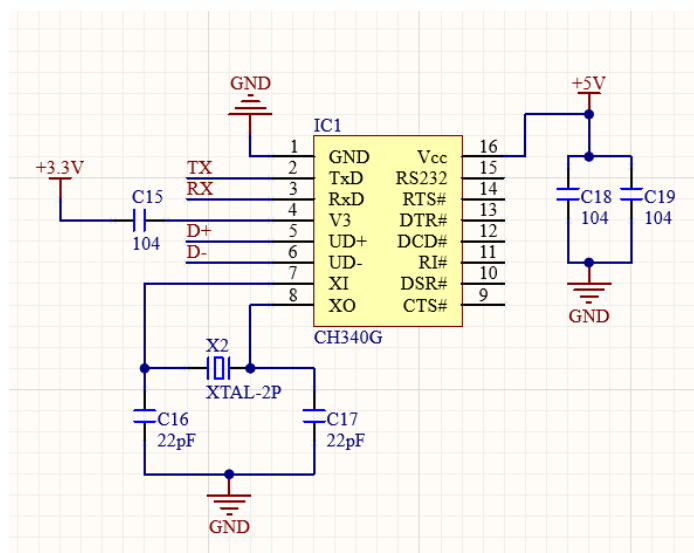 GND
+5V
IC1
1
GND
Vcc
16
+3.3V
TX
2
TxD
RS232
15
RX
3
RxD
RTS#
14
C15
4
V3
DTR#
13
C18
C19
104
D+
5
UD+
DCD#
12
104
104
D-
6
UD-
RI#
11
7
XI
DSR#
10
8
XO
CTS#
9
GND
CH340G
X2
XTAL-2P
C16
22pF
C17
22pF
GND